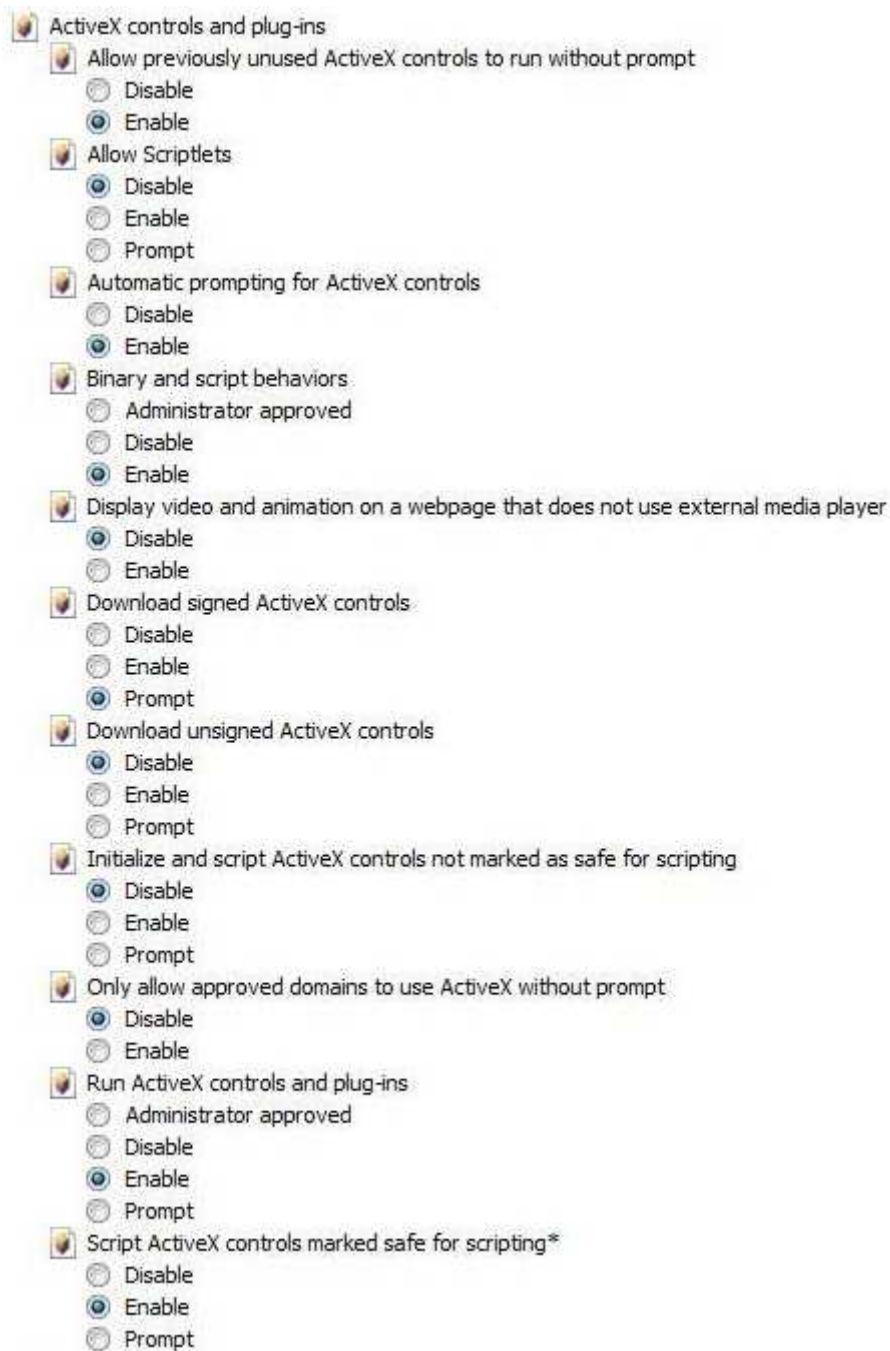 ActiveX controls and plug-ins
Allow previously unused ActiveX controls to run without prompt
Disable
Enable
Allow Scriptlets
Disable
Enable
Prompt
Automatic prompting for ActiveX controls
Disable
Enable
Binary and script behaviors
Administrator approved
Disable
Enable
Display video and animation on a webpage that does not use external media player
Disable
Enable
Download signed ActiveX controls
Disable
Enable
Prompt
Download unsigned ActiveX controls
Disable
Enable
Prompt
Initialize and script ActiveX controls not marked as safe for scripting
Disable
Enable
Prompt
Only allow approved domains to use ActiveX without prompt
Disable
Enable
Run ActiveX controls and plug-ins
Administrator approved
Disable
Enable
Prompt
Script ActiveX controls marked safe for scripting*
Disable
Enable
Prompt